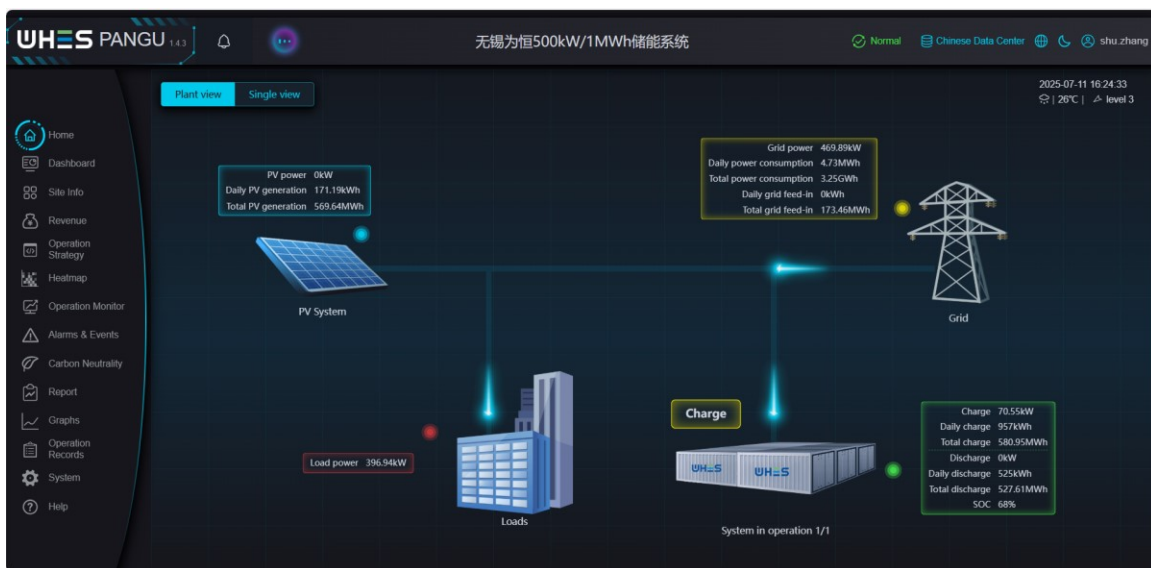 WHES PANGU 1.4.3
无锡为恒500kW/1MWh储能系统
Normal
Chinese Data Center
shu.zhang
Plant view
Single view
2025-07-11 16:24:33
26℃ | level 3
Home
Dashboard
Site Info
Revenue
Operation
Strategy
Heatmap
Operation Monitor
Alarms & Events
Carbon Neutrality
Report
Graphs
Operation
Records
System
Help
PV power 0kW
Daily PV generation 171.19kWh
Total PV generation 569.64MWh
PV System
Grid power 469.89kW
Daily power consumption 4.73MWh
Total power consumption 3.25GWh
Daily grid feed-in 0kWh
Total grid feed-in 173.46MWh
Grid
Load power 396.94kW
Loads
Charge
WHES
WHES
System in operation 1/1
Charge 70.55kW
Daily charge 957kWh
Total charge 580.95MWh
Discharge 0kW
Daily discharge 525kWh
Total discharge 527.61MWh
SOC 68%